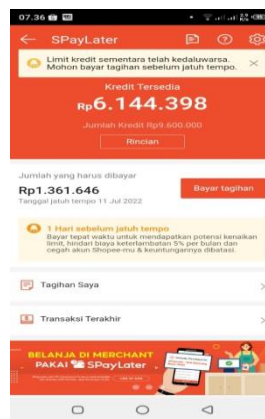 07.36
SPayLater
Limit kredit sementara telah kedaluwarsa.
Mohon bayar tagihan sebelum jatuh tempo.
Kredit Tersedia
Rp6.144.398
Jumlah Kredit Rp9.600.000
Rincian
Jumlah yang harus dibayar
Rp1.361.646
Bayar tagihan
Tanggal jatuh tempo 11 Jul 2022
1 Hari sebelum jatuh tempo
Bayar tepat waktu untuk mendapatkan potensi kenaikan
limit, hindari biaya keterlambatan 5% per bulan dan
cegah akun Shopee-mu & keuntungannya dibatasi.
Tagihan Saya
Transaksi Terakhir
BELANJA DI MERCHANT
PAKAI SPayLater